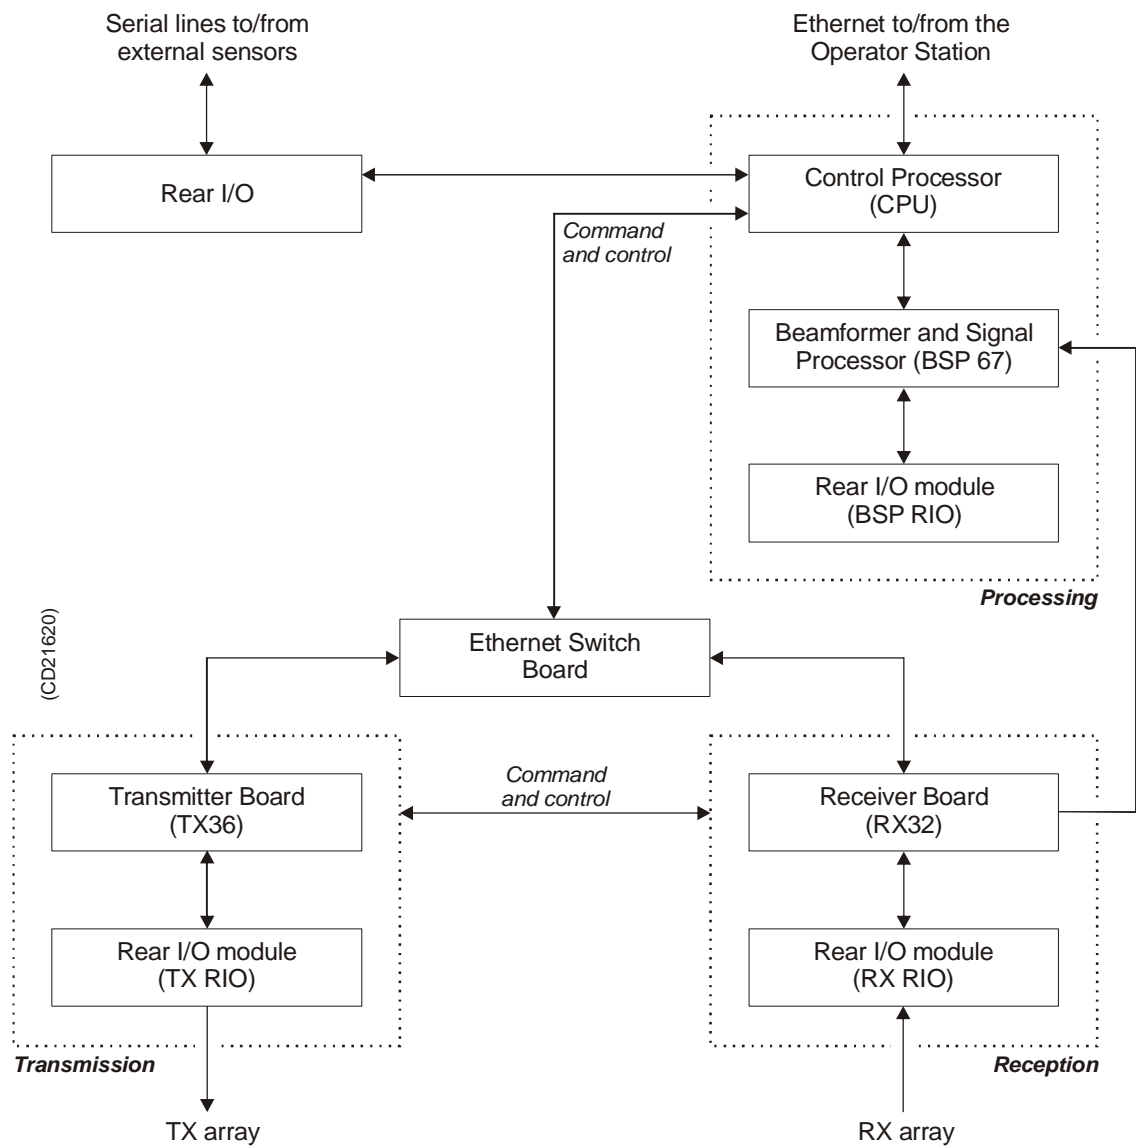 Serial lines to/from
external sensors
Ethernet to/from the
Operator Station
Rear I/O
Control Processor
(CPU)
Command
and control
Beamformer and Signal
Processor (BSP 67)
Rear I/O module
(BSP RIO)
Processing
(CD21620)
Ethernet Switch
Board
Transmitter Board
(TX36)
Command
and control
Receiver Board
(RX32)
Rear I/O module
(TX RIO)
Rear I/O module
(RX RIO)
Transmission
Reception
TX array
RX array